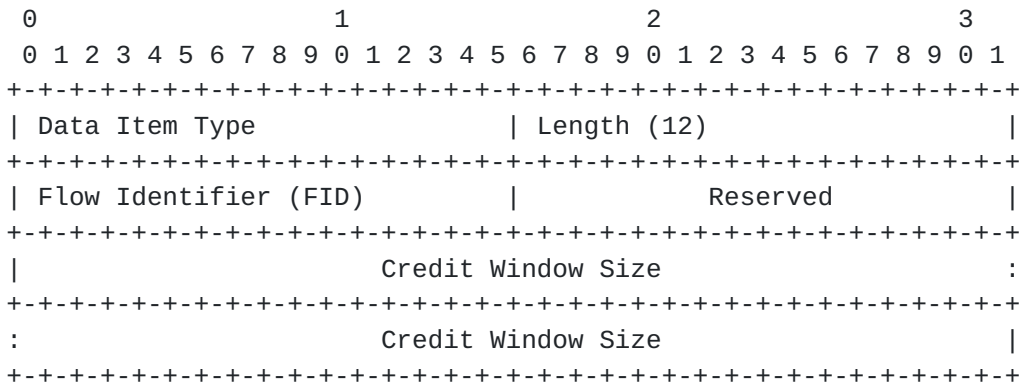 0                   1                   2                   3
 0 1 2 3 4 5 6 7 8 9 0 1 2 3 4 5 6 7 8 9 0 1 2 3 4 5 6 7 8 9 0 1
+-+-+-+-+-+-+-+-+-+-+-+-+-+-+-+-+-+-+-+-+-+-+-+-+-+-+-+-+-+-+-+-+
| Data Item Type                | Length (12)                   |
+-+-+-+-+-+-+-+-+-+-+-+-+-+-+-+-+-+-+-+-+-+-+-+-+-+-+-+-+-+-+-+-+
| Flow Identifier (FID)         |            Reserved           |
+-+-+-+-+-+-+-+-+-+-+-+-+-+-+-+-+-+-+-+-+-+-+-+-+-+-+-+-+-+-+-+-+
|                       Credit Window Size                      :
+-+-+-+-+-+-+-+-+-+-+-+-+-+-+-+-+-+-+-+-+-+-+-+-+-+-+-+-+-+-+-+-+
:                       Credit Window Size                      |
+-+-+-+-+-+-+-+-+-+-+-+-+-+-+-+-+-+-+-+-+-+-+-+-+-+-+-+-+-+-+-+-+